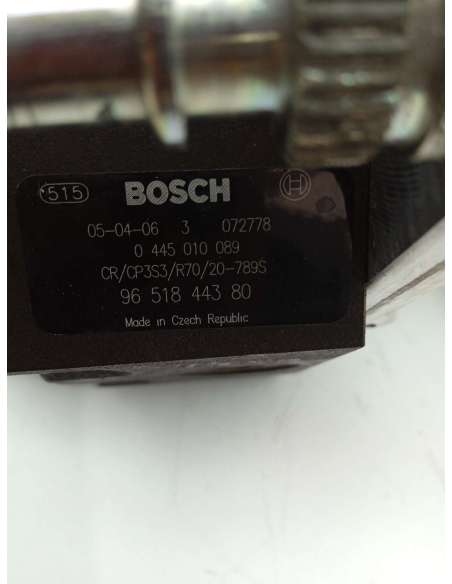 515 BOSCH
05-04-06 3 072778
0 445 010 089
CR/CP3S3/R70/20-789S
96 518 443 80
Made in Czech Republic